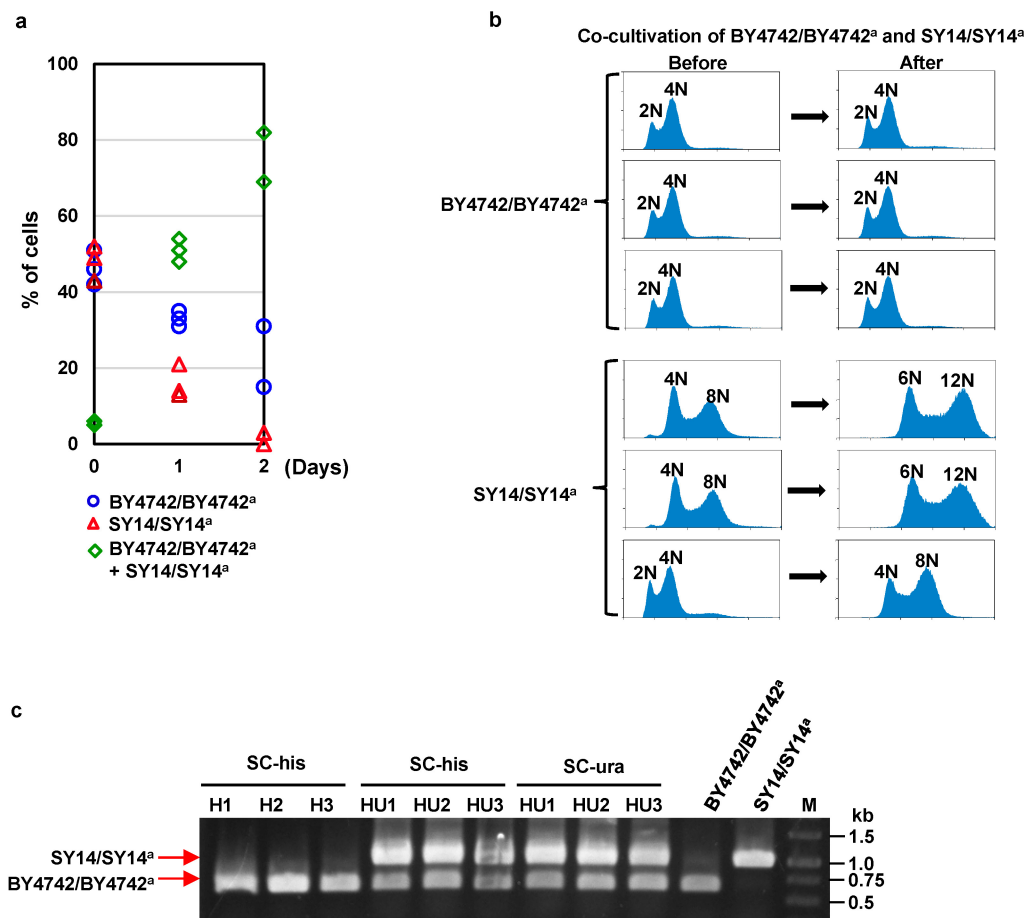 a
100
80
60
40
20
0
% of cells
0 1 2 (Days)
BY4742/BY4742ª
SY14/SY14ª
BY4742/BY4742ª
+ SY14/SY14ª
b
Co-cultivation of BY4742/BY4742ª and SY14/SY14ª
Before After
BY4742/BY4742ª
2N 4N 2N 4N
2N 4N 2N 4N
2N 4N 2N 4N
SY14/SY14ª
4N 8N 6N 12N
4N 8N 6N 12N
2N 4N 4N 8N
c
SC-his SC-his SC-ura BY4742/BY4742ª SY14/SY14ª
H1 H2 H3 HU1 HU2 HU3 HU1 HU2 HU3 M kb
SY14/SY14ª
BY4742/BY4742ª
1.5
1.0
0.75
0.5